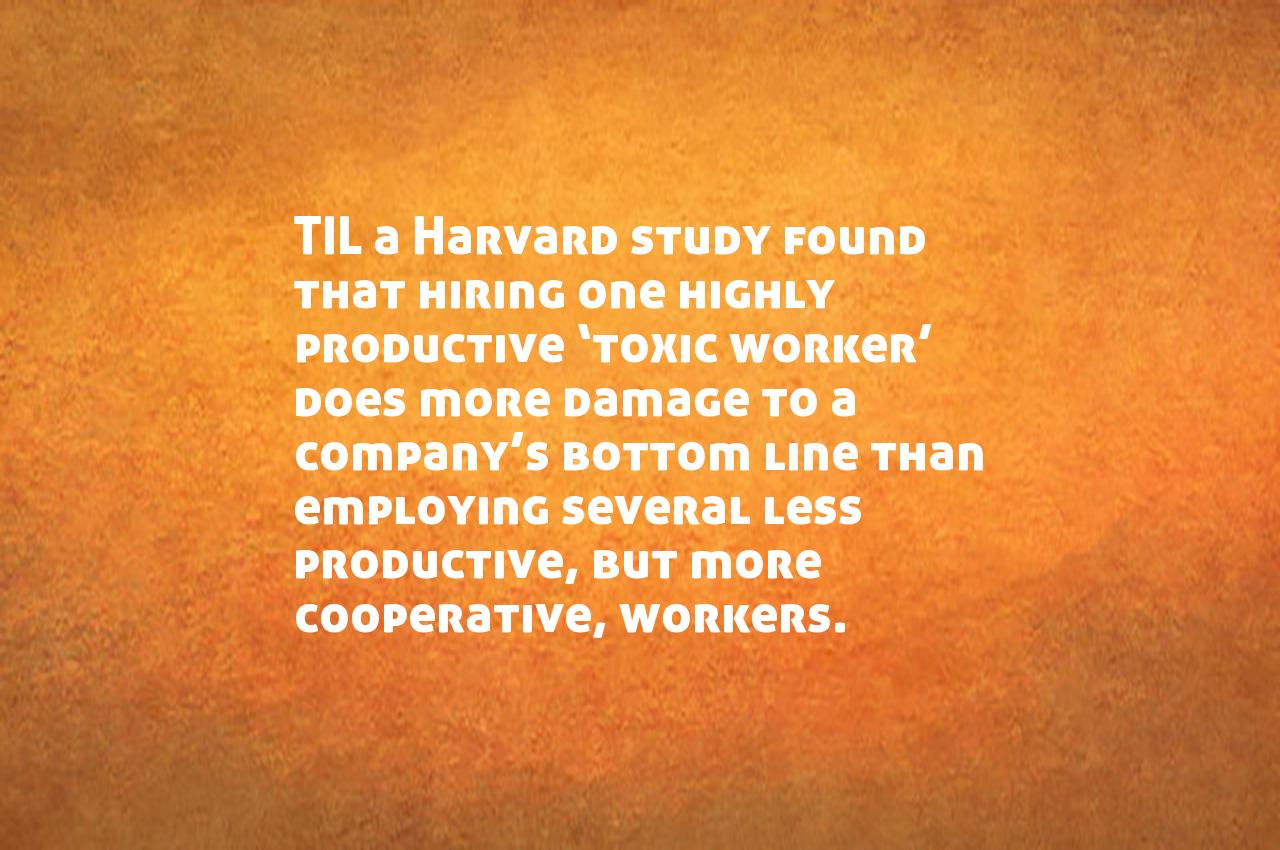 TIL a Harvard study found
that hiring one highly
productive ‘toxic worker’
does more damage to a
company’s bottom line than
employing several less
productive, but more
cooperative, workers.